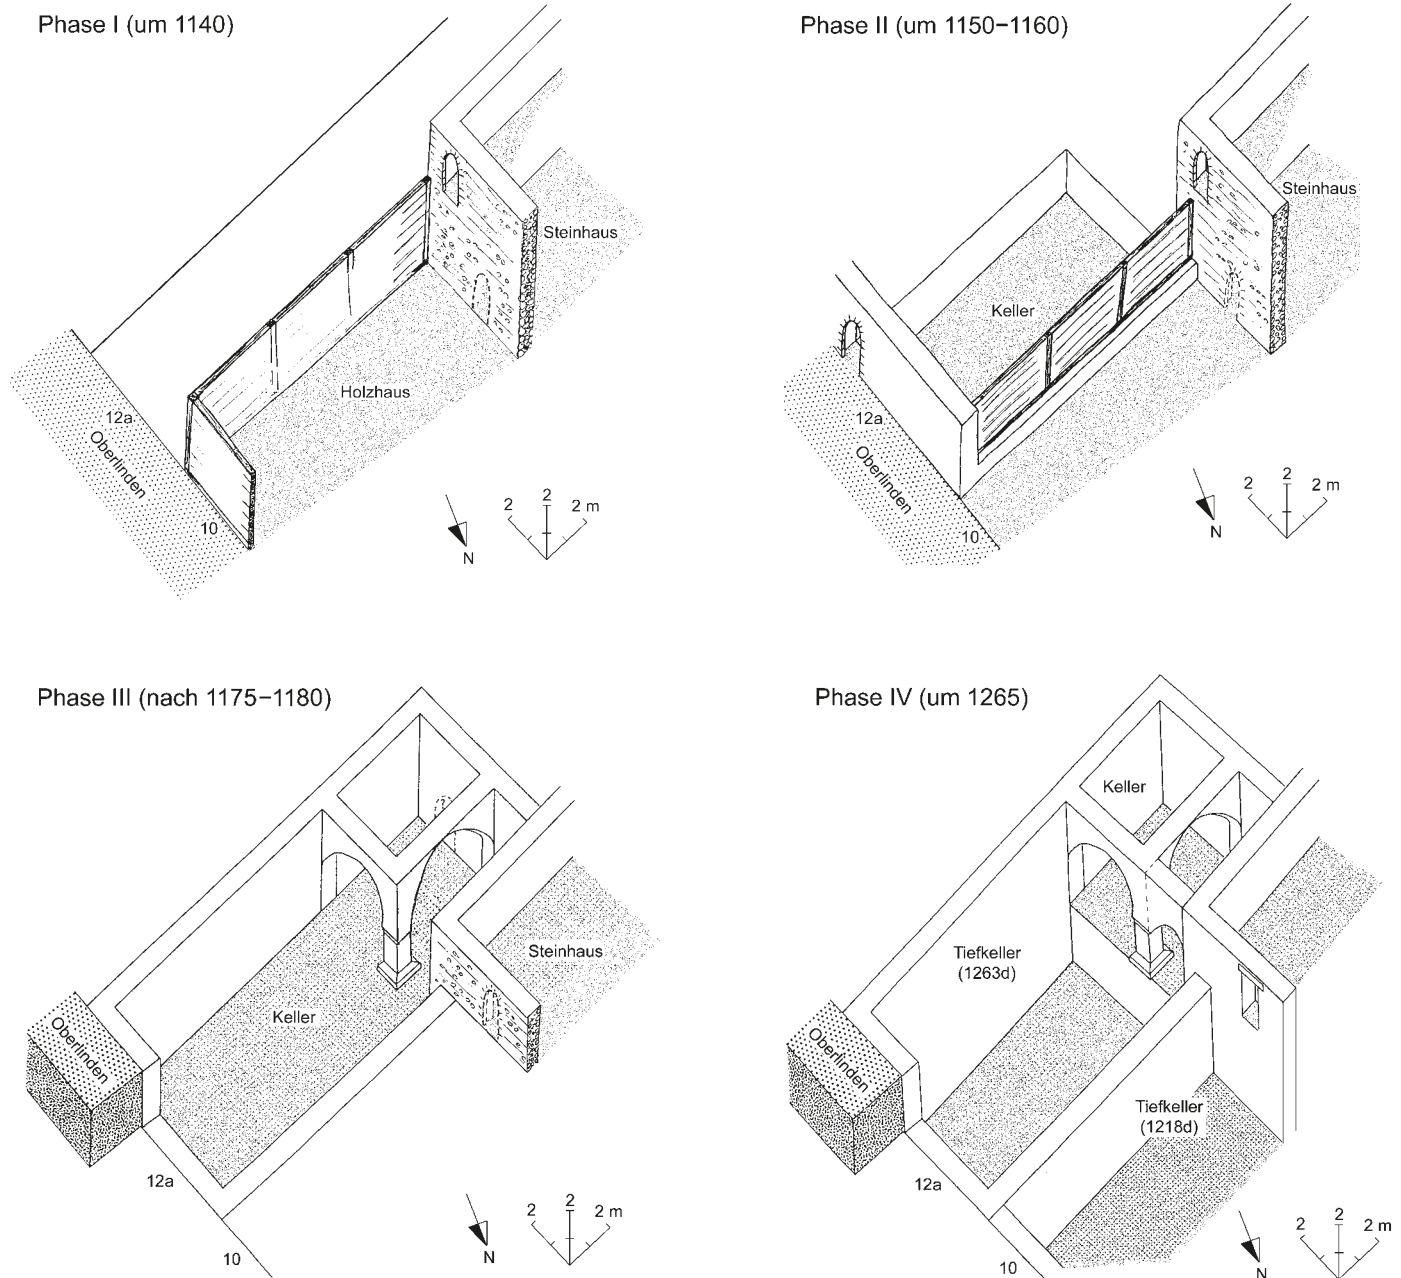 Phase I (um 1140)
Steinhaus
Holzhaus
12a
Oberlinden
10
2
2
2 m
N
Phase II (um 1150–1160)
Steinhaus
Keller
12a
Oberlinden
10
2
2
2 m
N
Phase III (nach 1175–1180)
Steinhaus
Keller
Oberlinden
12a
10
2
2
2 m
N
Phase IV (um 1265)
Keller
Tiefkeller
(1263d)
Oberlinden
Tiefkeller
(1218d)
12a
10
2
2
2 m
N